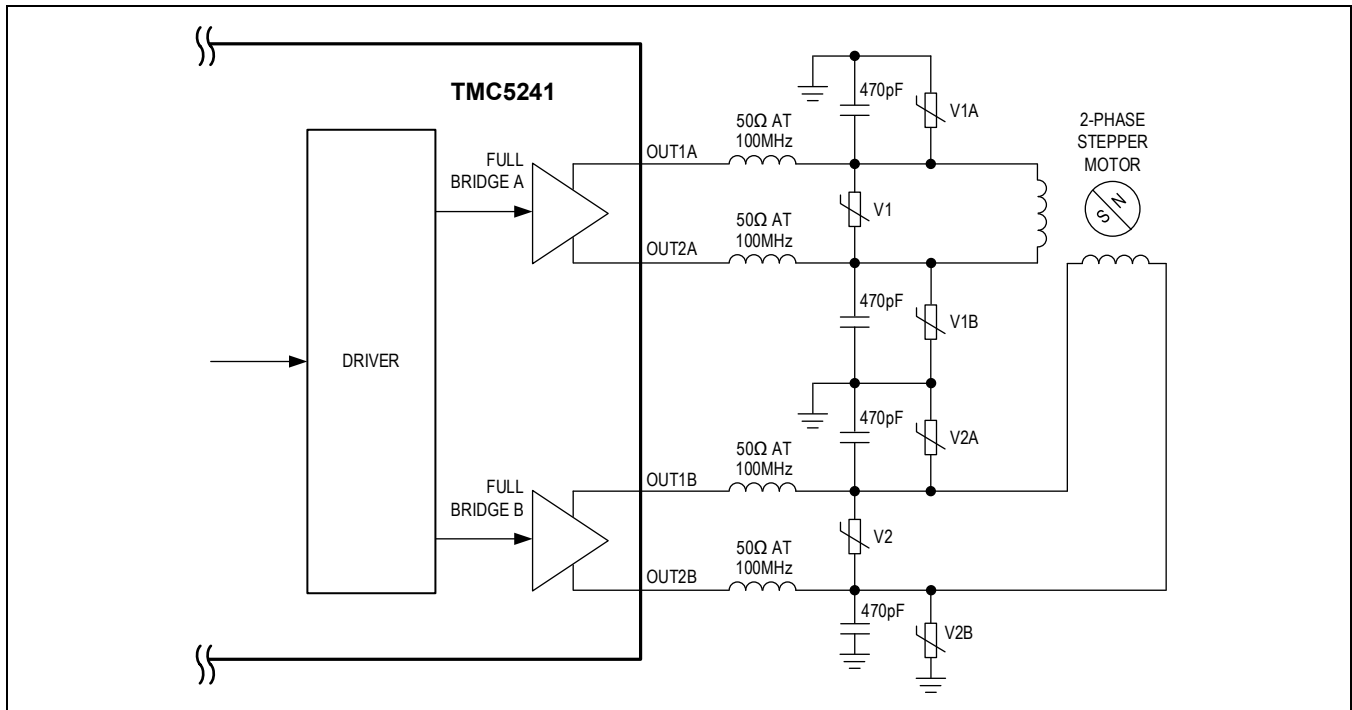 TMC5241
470pF
V1A
50Ω AT
100MHz
2-PHASE
STEPPER
MOTOR
FULL
BRIDGE A
OUT1A
V1
S
N
50Ω AT
100MHz
OUT2A
470pF
V1B
DRIVER
470pF
V2A
50Ω AT
100MHz
FULL
BRIDGE B
OUT1B
V2
50Ω AT
100MHz
OUT2B
470pF
V2B